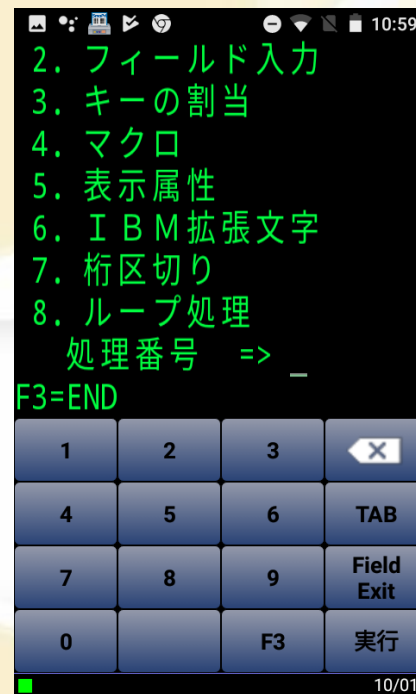 10:59
2. フィールド入力
3. キーの割当
4. マクロ
5. 表示属性
6. IBM拡張文字
7. 桁区切り
8. ループ処理
処理番号 => _
F3=END
1 2 3
4 5 6 TAB
7 8 9 Field Exit
0 F3 実行
10/01